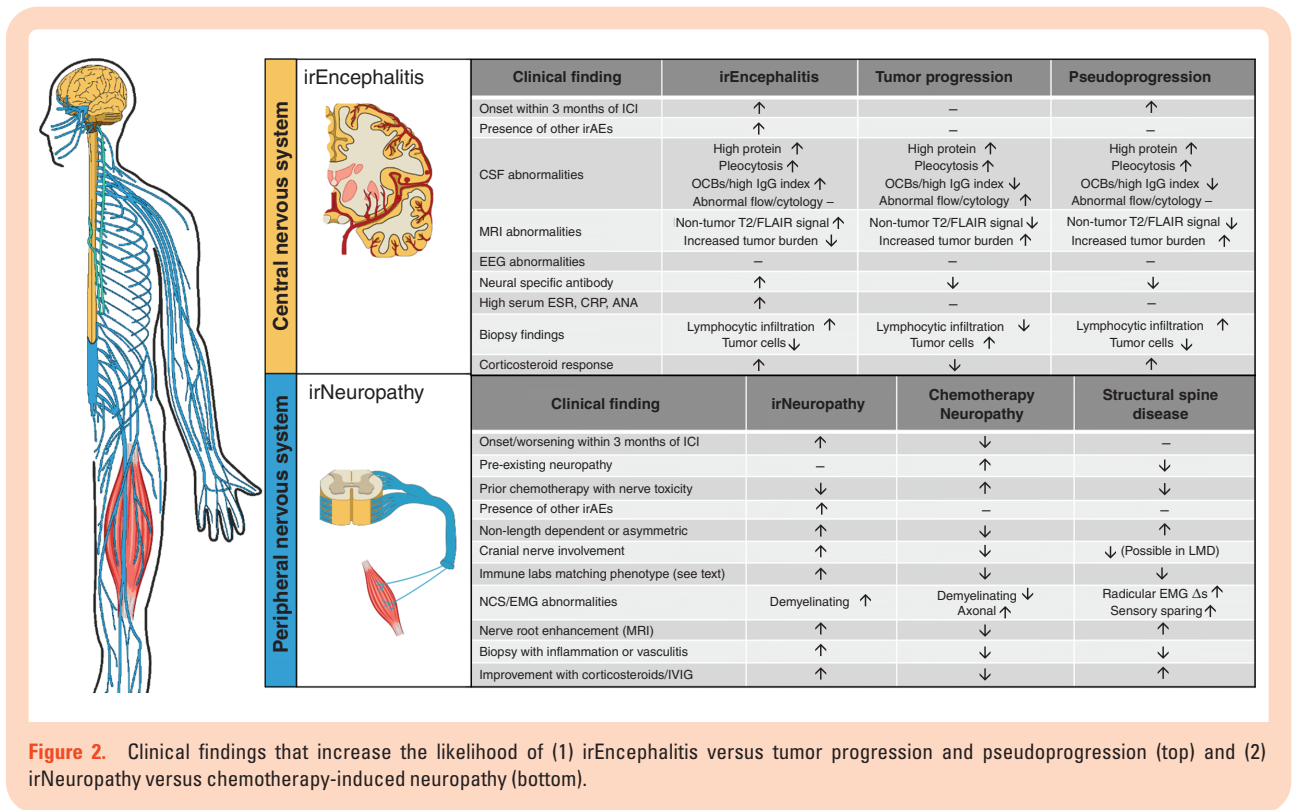 Central nervous system
irEncephalitis
Clinical finding irEncephalitis Tumor progression Pseudoprogression
Onset within 3 months of ICI ↑ – ↑
Presence of other irAEs ↑ – –
CSF abnormalities
High protein ↑ High protein ↑ High protein ↑
Pleocytosis ↑ Pleocytosis ↑ Pleocytosis ↑
OCBs/high IgG index ↑ OCBs/high IgG index ↓ OCBs/high IgG index ↓
Abnormal flow/cytology – Abnormal flow/cytology ↑ Abnormal flow/cytology –
MRI abnormalities
Non-tumor T2/FLAIR signal ↑ Non-tumor T2/FLAIR signal ↓ Non-tumor T2/FLAIR signal ↓
Increased tumor burden ↓ Increased tumor burden ↑ Increased tumor burden ↑
EEG abnormalities – – –
Neural specific antibody ↑ ↓ ↓
High serum ESR, CRP, ANA ↑ – –
Biopsy findings
Lymphocytic infiltration ↑ Lymphocytic infiltration ↓ Lymphocytic infiltration ↑
Tumor cells ↓ Tumor cells ↑ Tumor cells ↓
Corticosteroid response ↑ ↓ ↑
Peripheral nervous system
irNeuropathy
Clinical finding irNeuropathy Chemotherapy Neuropathy Structural spine disease
Onset/worsening within 3 months of ICI ↑ ↓ –
Pre-existing neuropathy – ↑ ↓
Prior chemotherapy with nerve toxicity ↓ ↑ ↓
Presence of other irAEs ↑ – –
Non-length dependent or asymmetric ↑ ↓ ↑
Cranial nerve involvement ↑ ↓ ↓ (Possible in LMD)
Immune labs matching phenotype (see text) ↑ ↓ ↓
NCS/EMG abnormalities Demyelinating ↑ Demyelinating ↓ Radicular EMG Δs ↑
Axonal ↑ Sensory sparing ↑
Nerve root enhancement (MRI) ↑ ↓ ↑
Biopsy with inflammation or vasculitis ↑ ↓ ↓
Improvement with corticosteroids/IVIG ↑ ↓ ↑
Figure 2. Clinical findings that increase the likelihood of (1) irEncephalitis versus tumor progression and pseudoprogression (top) and (2)
irNeuropathy versus chemotherapy-induced neuropathy (bottom).